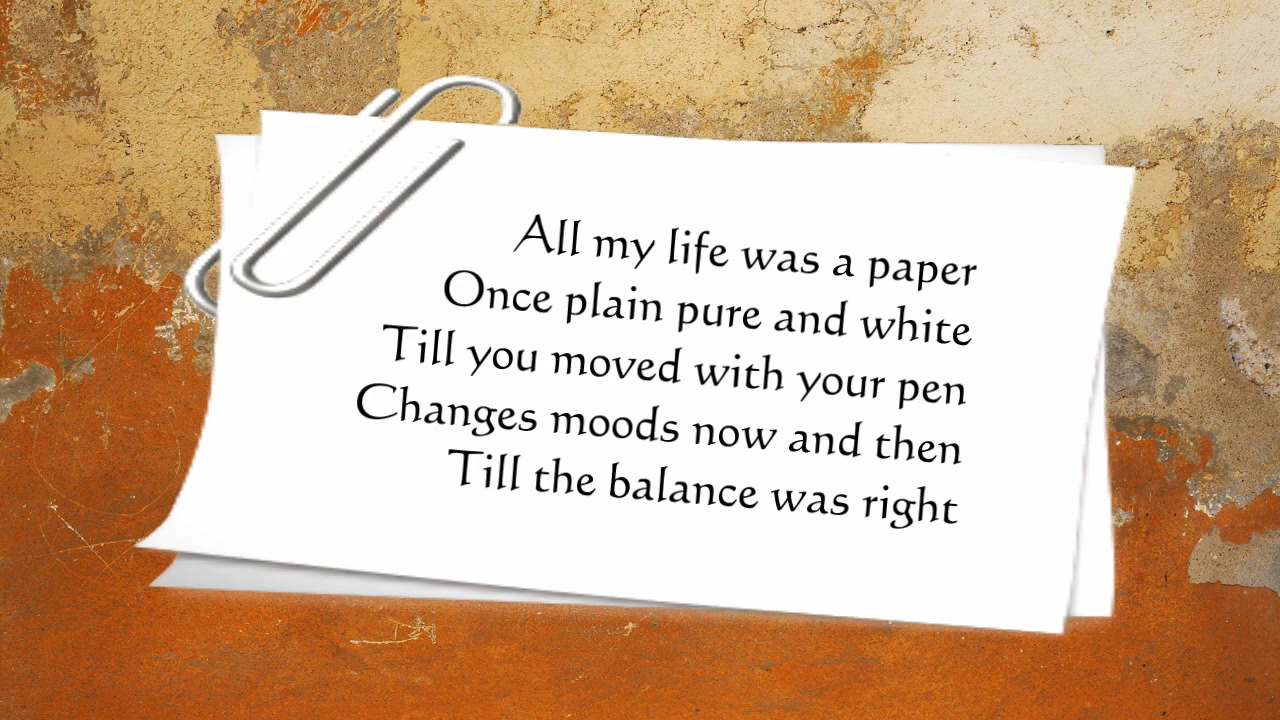 All my life was a paper
Once plain pure and white
Till you moved with your pen
Changes moods now and then
Till the balance was right